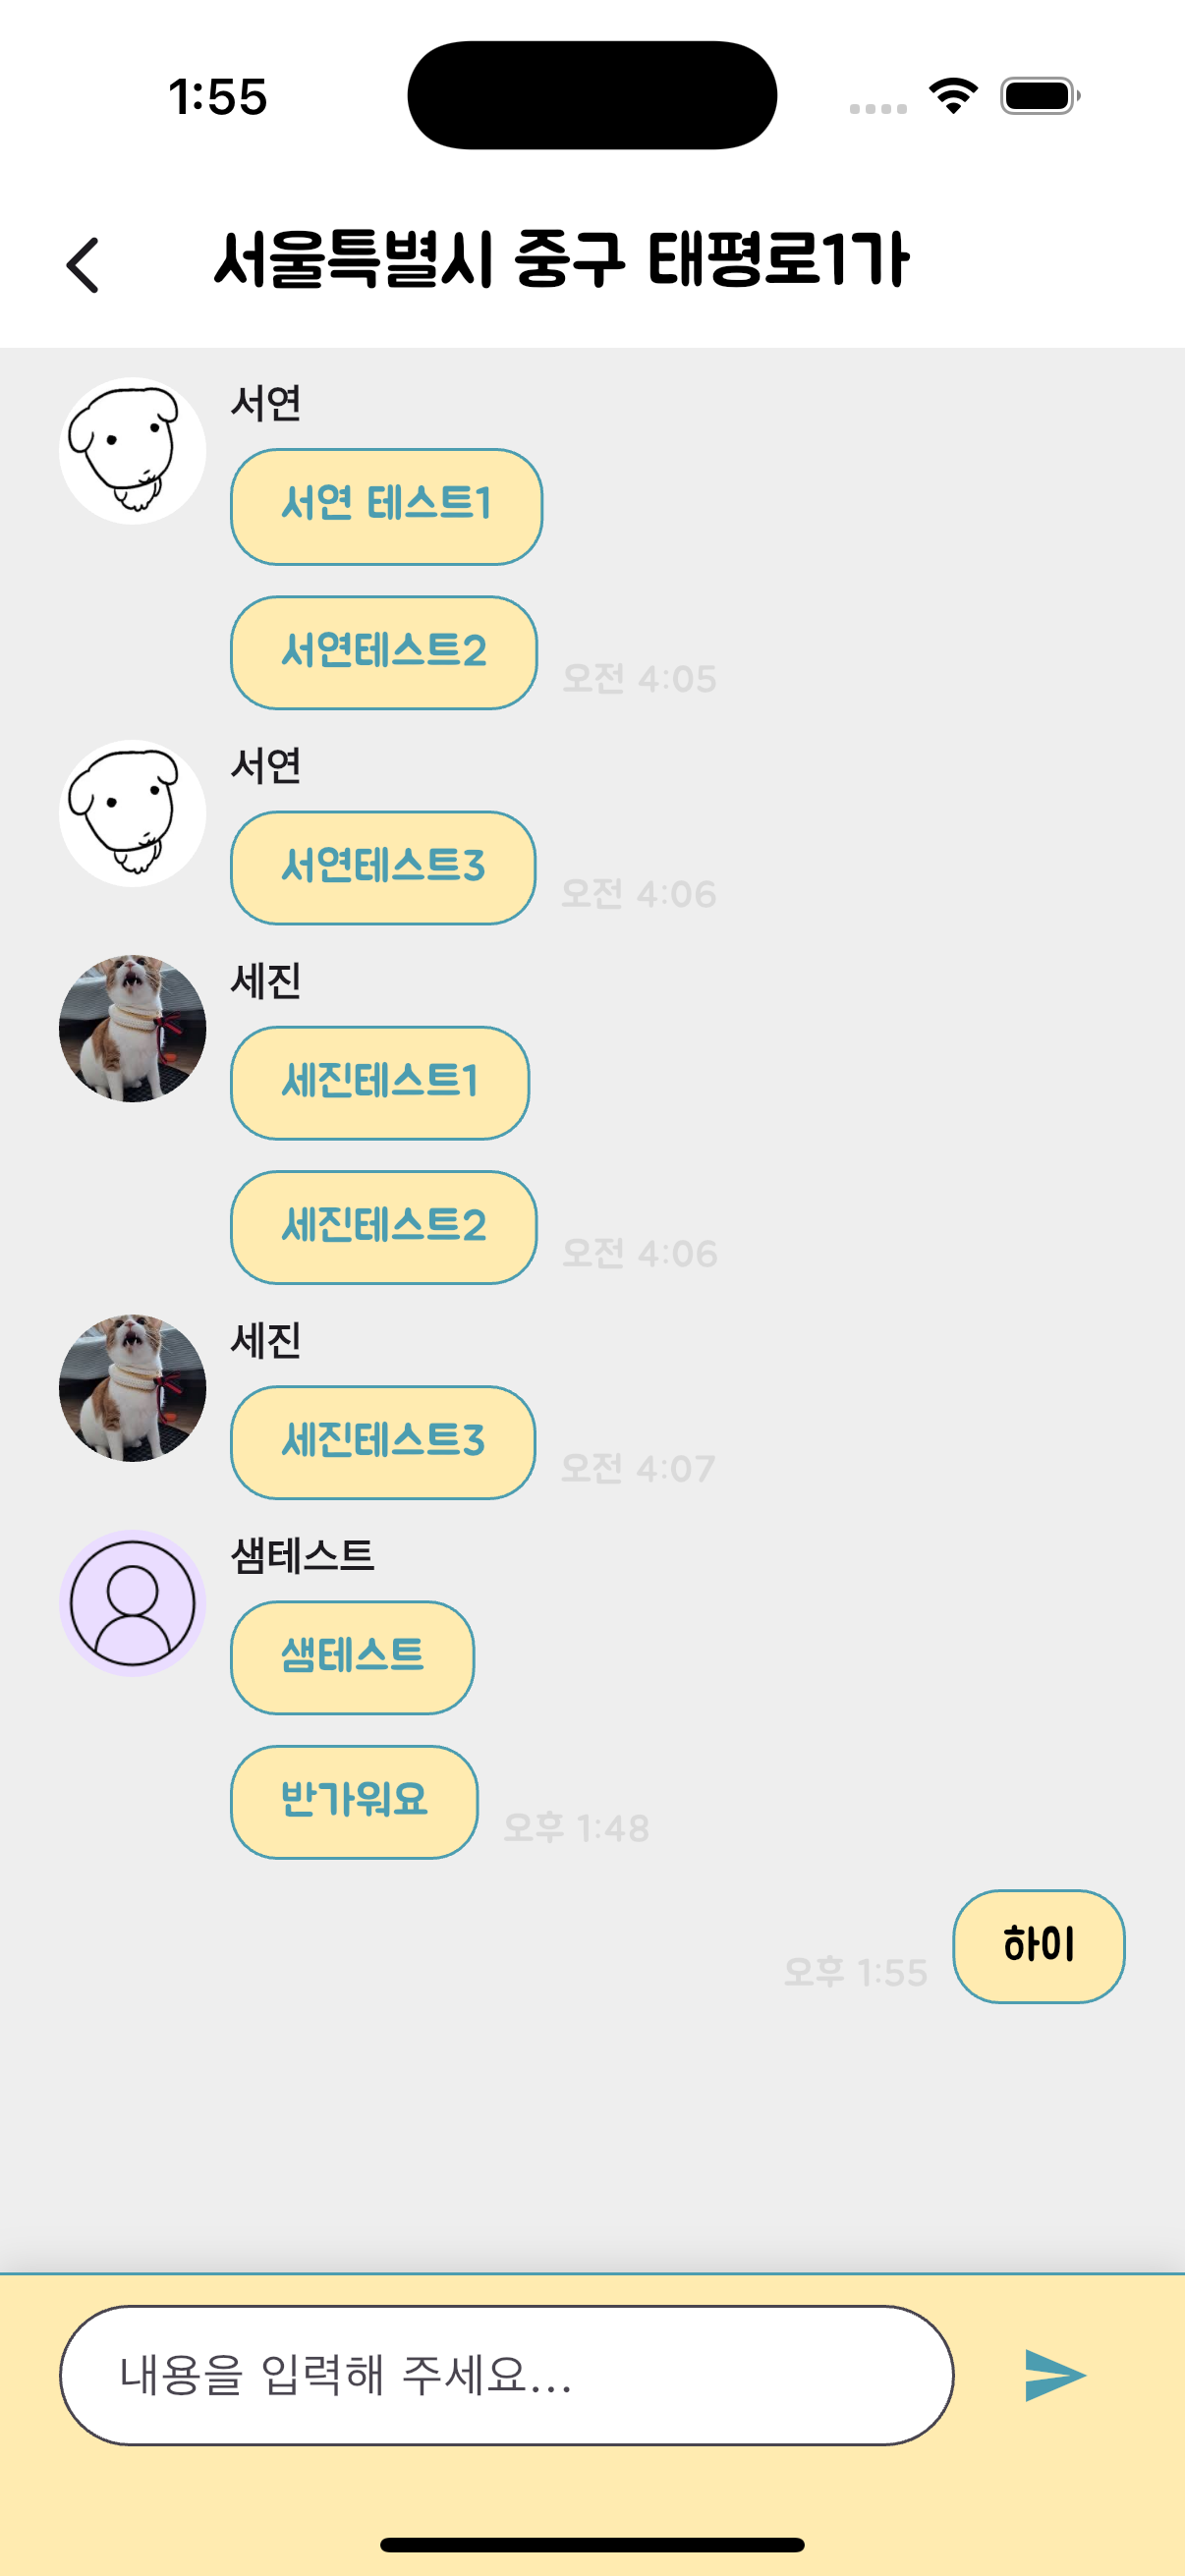 1:55
서울특별시 중구 태평로1가
서연
서연 테스트1
서연테스트2
오전 4:05
서연
서연테스트3
오전 4:06
세진
세진테스트1
세진테스트2
오전 4:06
세진
세진테스트3
오전 4:07
샘테스트
샘테스트
반가워요
오후 1:48
오후 1:55
하이
내용을 입력해 주세요...